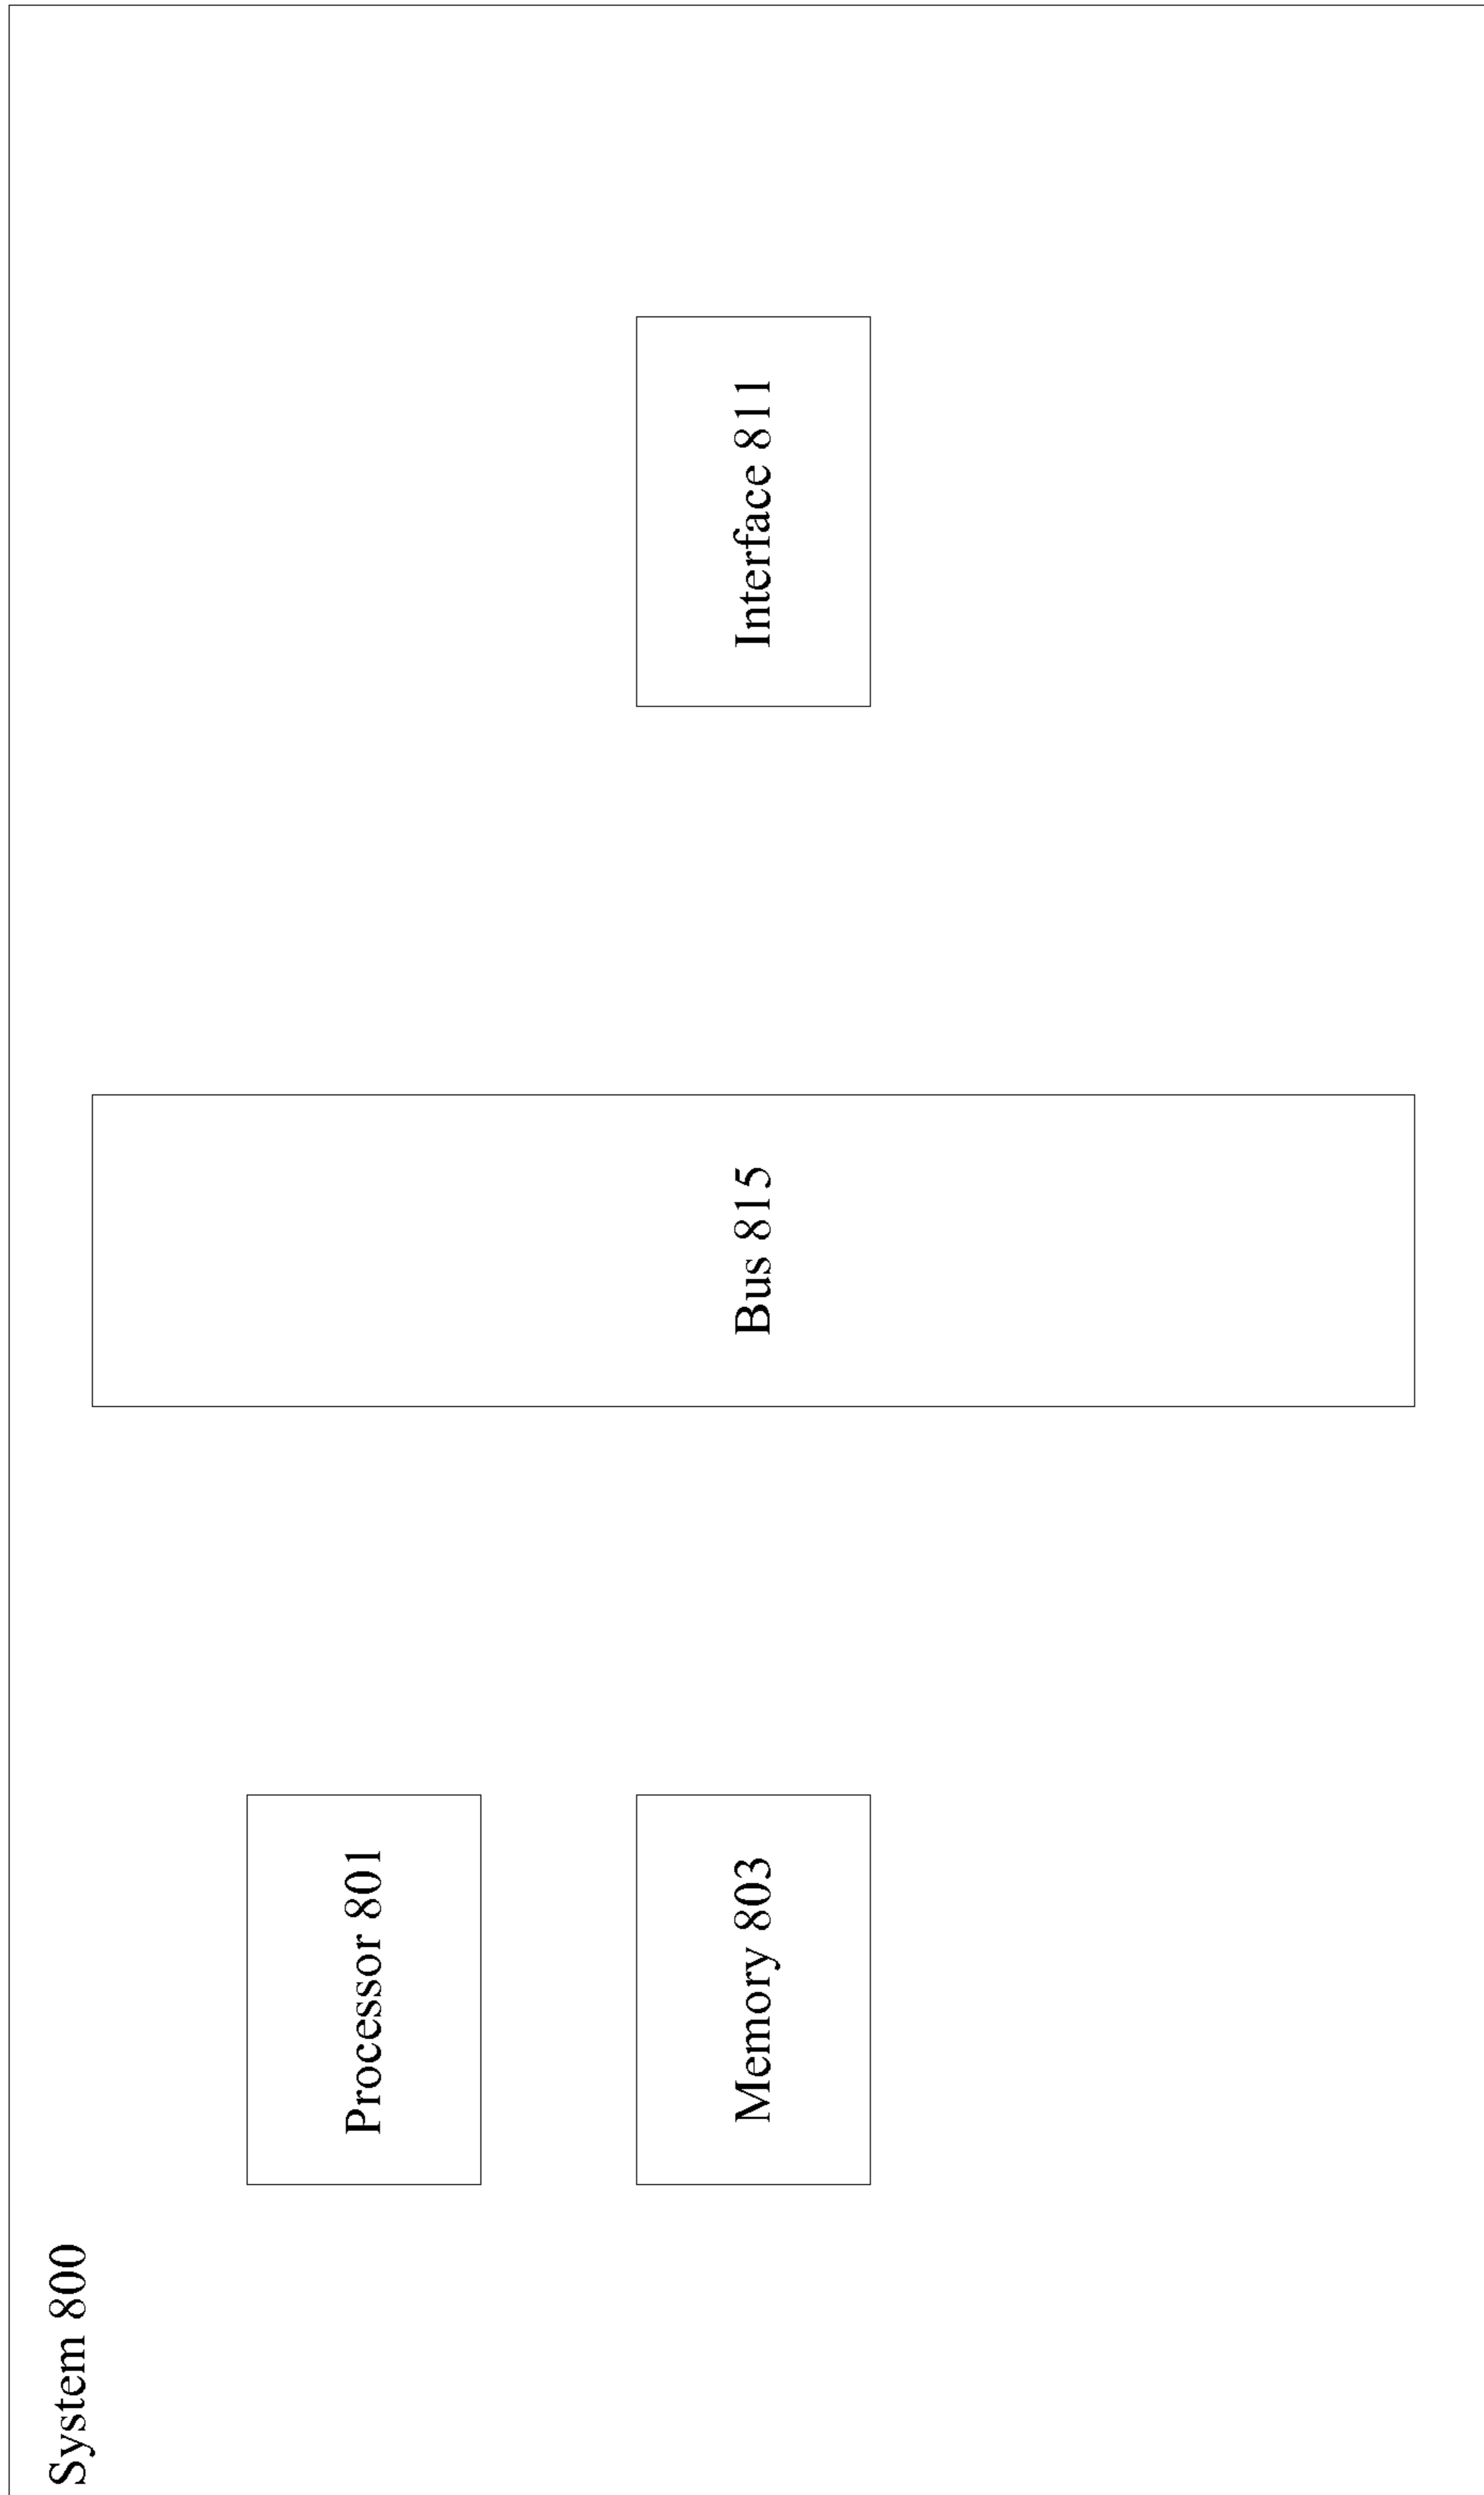 System 800
Processor 801
Memory 803
Bus 815
Interface 811